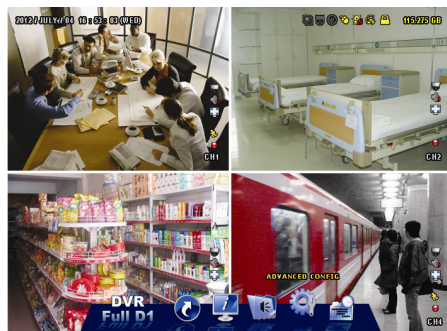 2012 / JULY / 04 16 : 53 : 03 (WED)
115.275 GB
CH1
CH2
ADVANCED CONFIG
DVR
Full D1
CH4